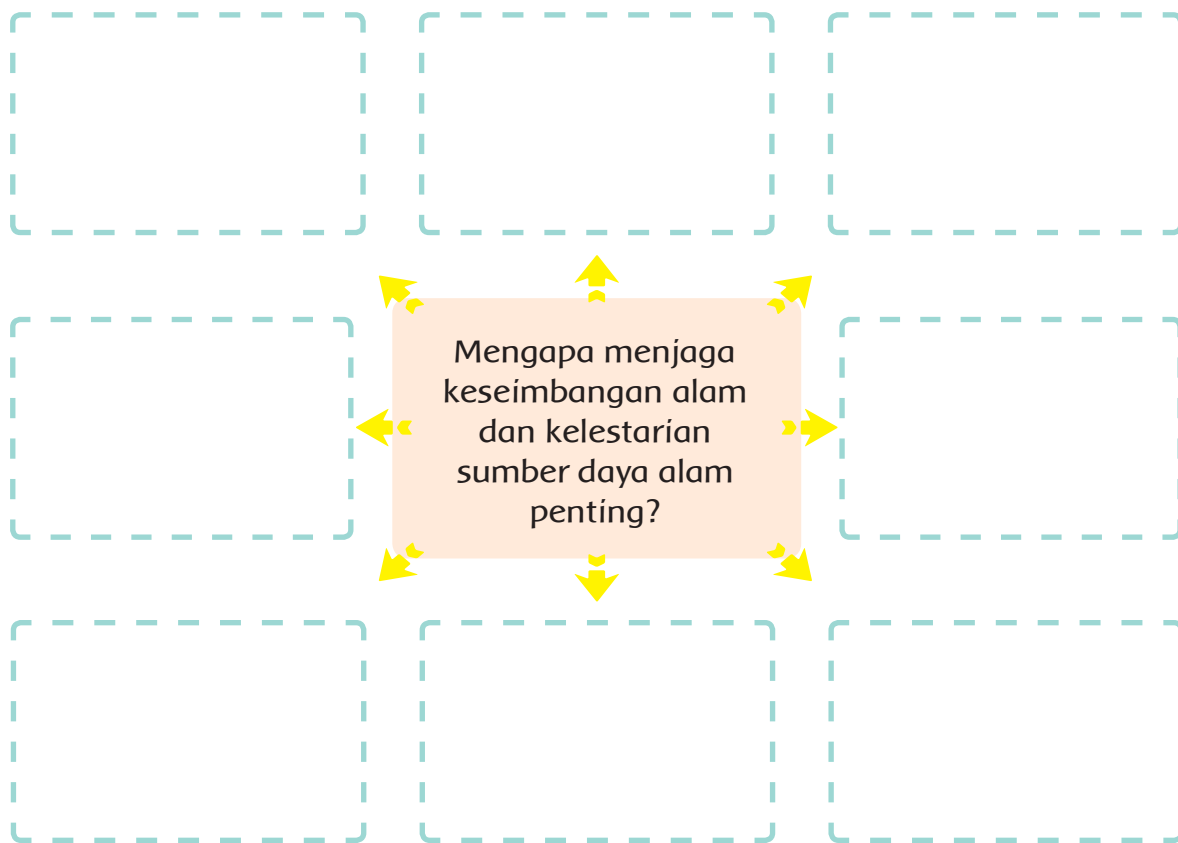 Mengapa menjaga
keseimbangan alam
dan kelestarian
sumber daya alam
penting?